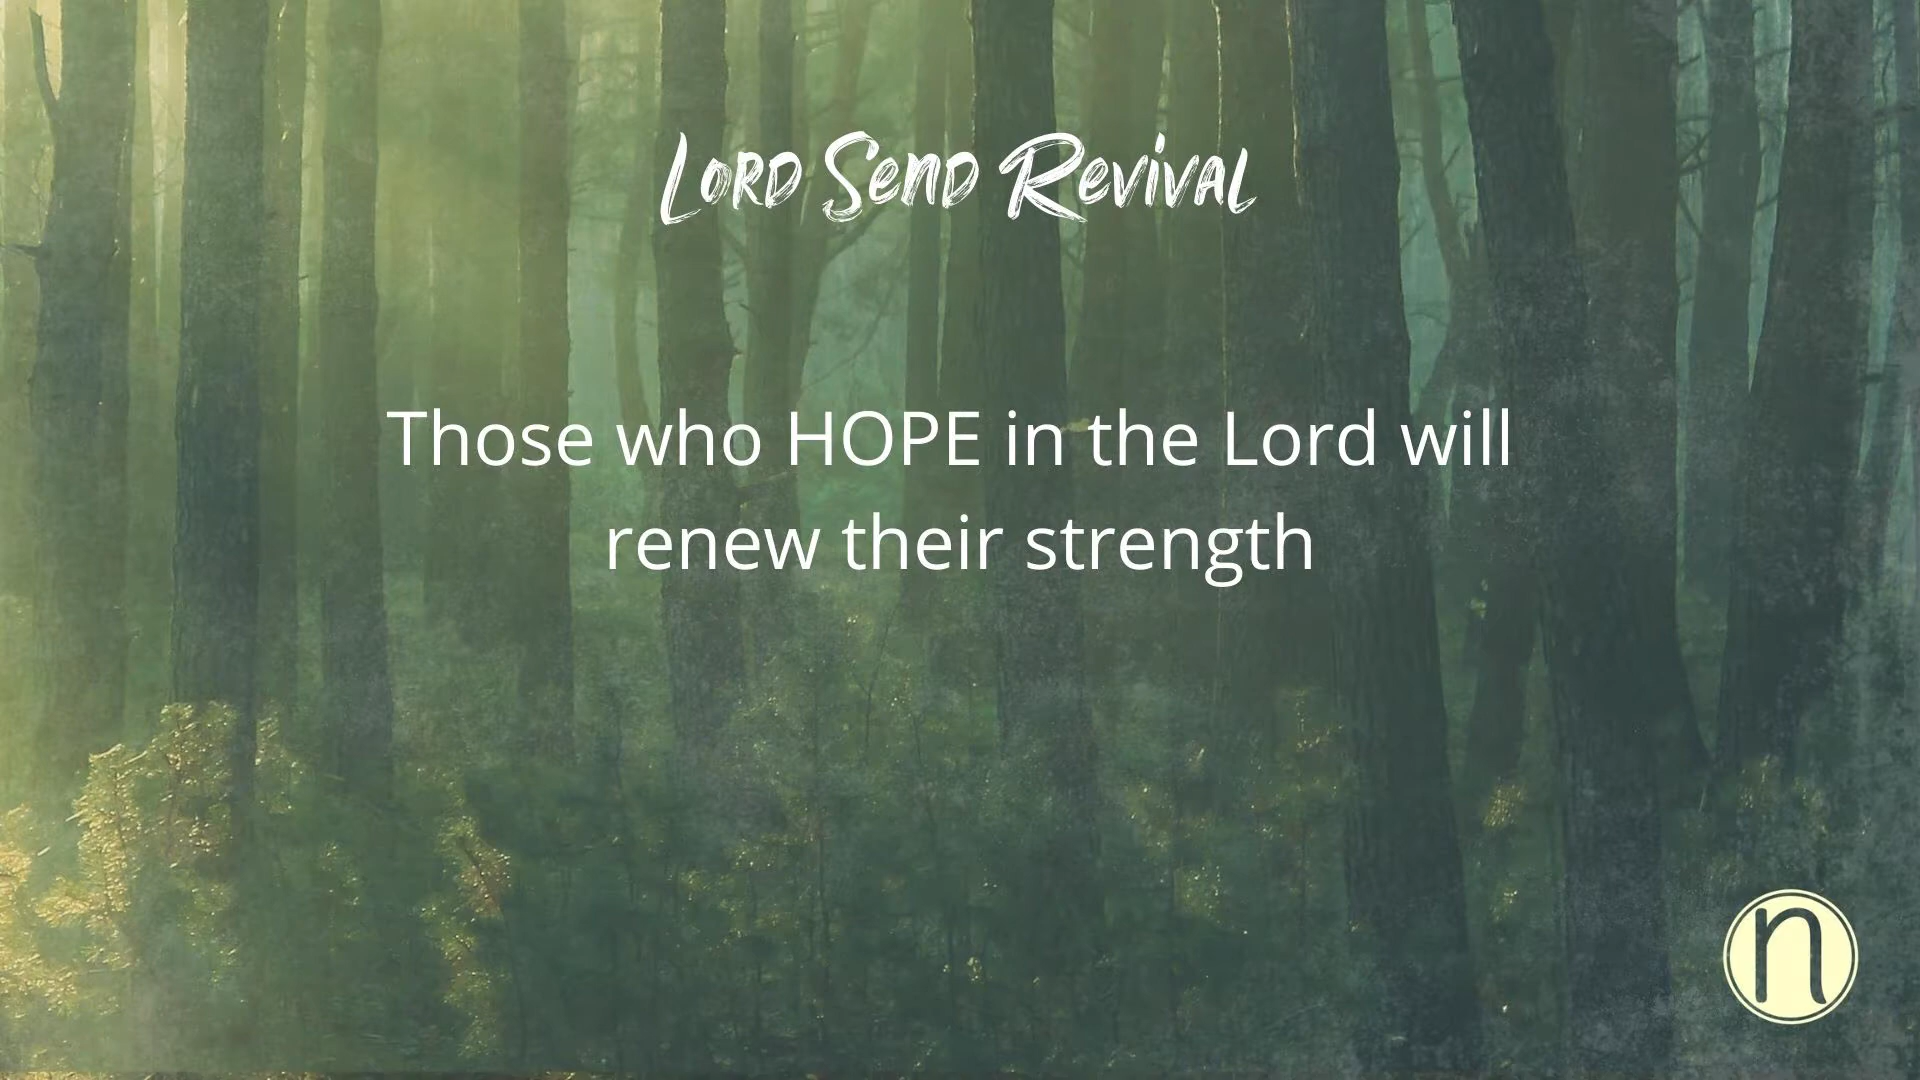 Lord Send Revival
Those who HOPE in the Lord will
renew their strength
n